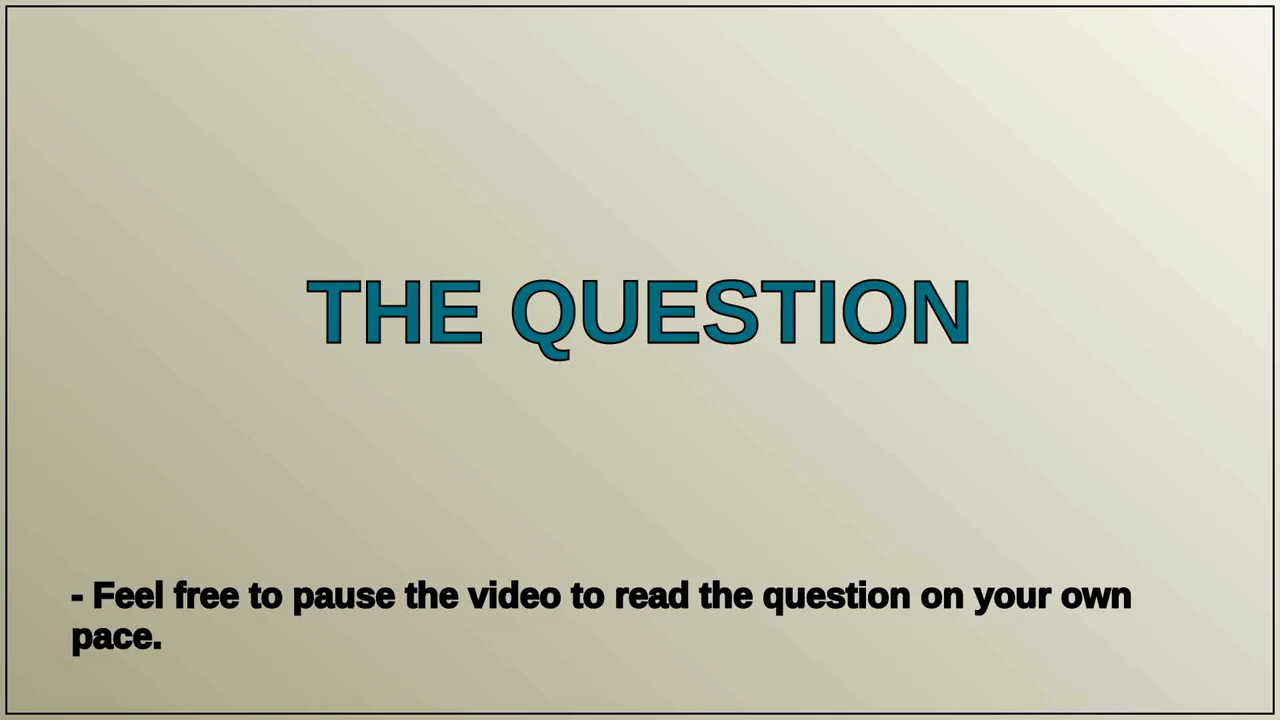 THE QUESTION
- Feel free to pause the video to read the question on your own
pace.